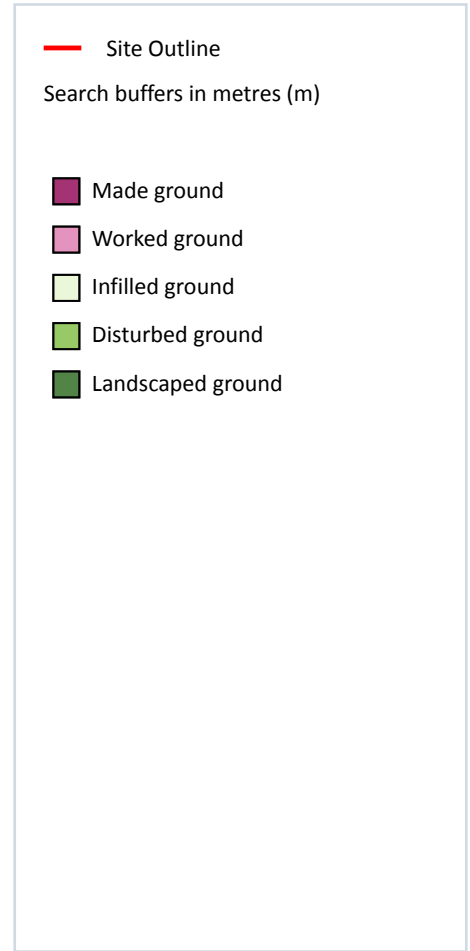 Site Outline
Search buffers in metres (m)
Made ground
Worked ground
Infilled ground
Disturbed ground
Landscaped ground